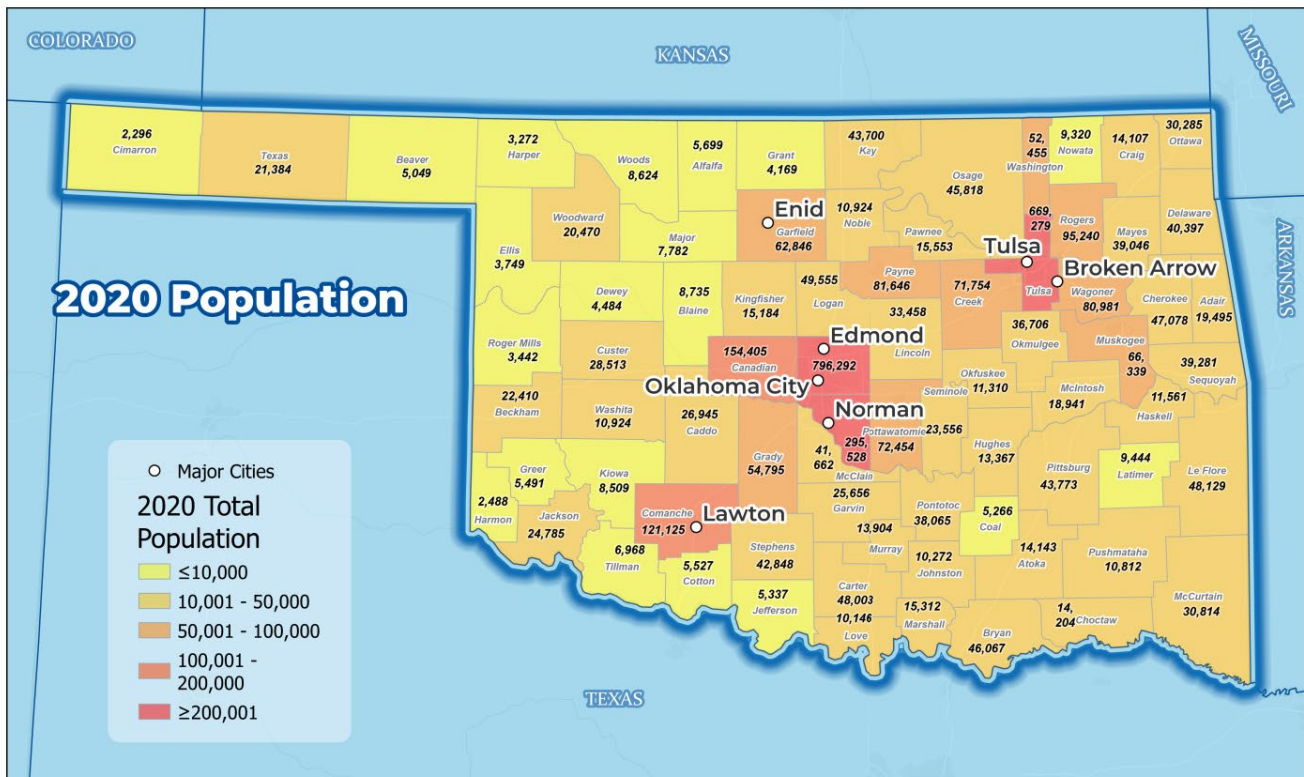 COLORADO
KANSAS
MISSOURI
2,296
Cimarron
Texas
21,384
Beaver
5,049
3,272
Harper
Woods
8,624
5,699
Alfalfa
Grant
4,169
43,700
Kay
Osage
45,818
52,
455
Washington
9,320
Nowata
14,107
Craig
30,285
Ottawa
Woodward
20,470
Enid
Garfield
62,846
10,924
Noble
Pawnee
15,553
669,
279
Rogers
95,240
Mayes
39,046
Delaware
40,397
ARKANSAS
Ellis
3,749
Major
7,782
Tulsa
Broken Arrow
2020 Population
Dewey
4,484
8,735
Blaine
Kingfisher
15,184
49,555
Logan
Payne
81,646
71,754
Creek
Tulsa
Wagoner
80,981
Cherokee
47,078
Adair
19,495
Roger Mills
3,442
Custer
28,513
154,405
Canadian
Edmond
796,292
Oklahoma City
33,458
Lincoln
36,706
Okmulgee
Muskogee
66,
339
39,281
Sequoyah
22,410
Beckham
Washita
10,924
26,945
Caddo
Norman
295,
528
Pottawatomie
72,454
Seminole
23,556
Okfuskee
11,310
McIntosh
18,941
11,561
Haskell
Greer
5,491
Kiowa
8,509
Grady
54,795
41,
662
McClain
Hughes
13,367
Pittsburg
43,773
9,444
Latimer
Le Flore
48,129
2,488
Harmon
Jackson
24,785
Comanche
121,125
Lawton
25,656
Garvin
Pontotoc
38,065
5,266
Coal
6,968
Tillman
5,527
Cotton
Stephens
42,848
13,904
Murray
10,272
Johnston
14,143
Atoka
Pushmataha
10,812
McCurtain
30,814
5,337
Jefferson
Carter
48,003
10,146
Love
15,312
Marshall
Bryan
46,067
14,
204
Choctaw
TEXAS
Major Cities
2020 Total
Population
≤10,000
10,001 - 50,000
50,001 - 100,000
100,001 -
200,000
≥200,001